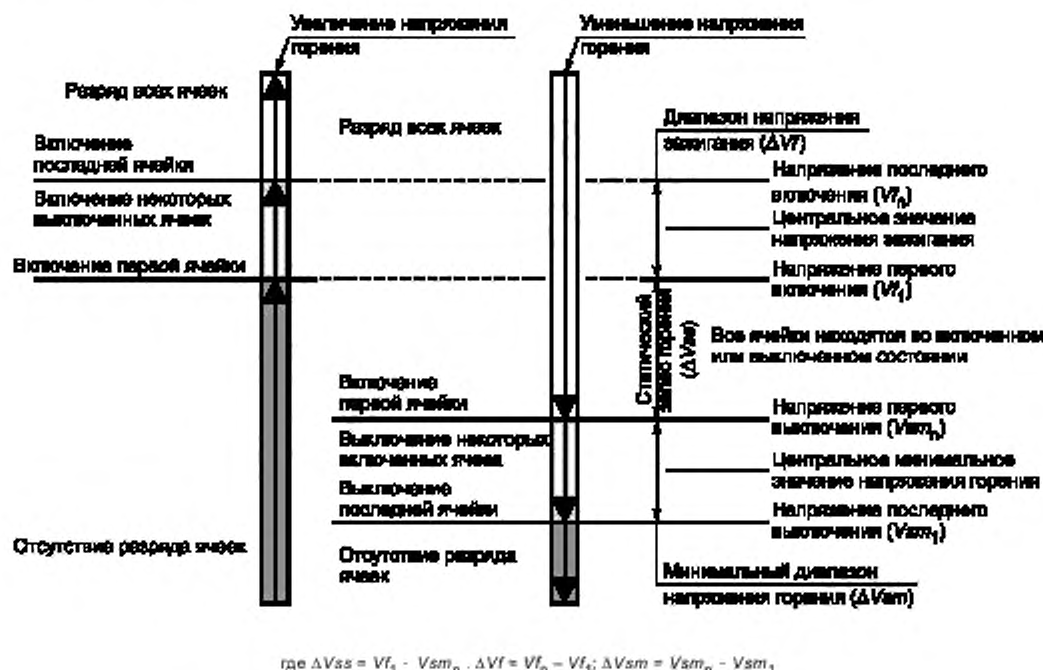 Увеличение напряжения
горения
Уменьшение напряжения
горения
Разряд всех ячеек
Разряд всех ячеек
Диапазон напряжения
зажигания (ΔVf)
Включение
последней ячейки
Напряжение последнего
включения (Vfₙ)
Включение некоторых
выключенных ячеек
Центральное значение
напряжения зажигания
Включение первой ячейки
Напряжение первого
включения (Vf₁)
Статический
запас горения
(ΔVss)
Все ячейки находятся во включенном
или выключенном состоянии
Включение
первой ячейки
Напряжение первого
выключения (Vsmₙ)
Выключение некоторых
включенных ячеек
Центральное минимальное
значение напряжения горения
Выключение
последней ячейки
Напряжение последнего
выключения (Vsm₁)
Отсутствие разряда ячеек
Отсутствие разряда
ячеек
Минимальный диапазон
напряжения горения (ΔVsm)
где ΔVss = Vf₁ - Vsmₙ , ΔVf = Vfₙ – Vf₁; ΔVsm = Vsmₙ - Vsm₁